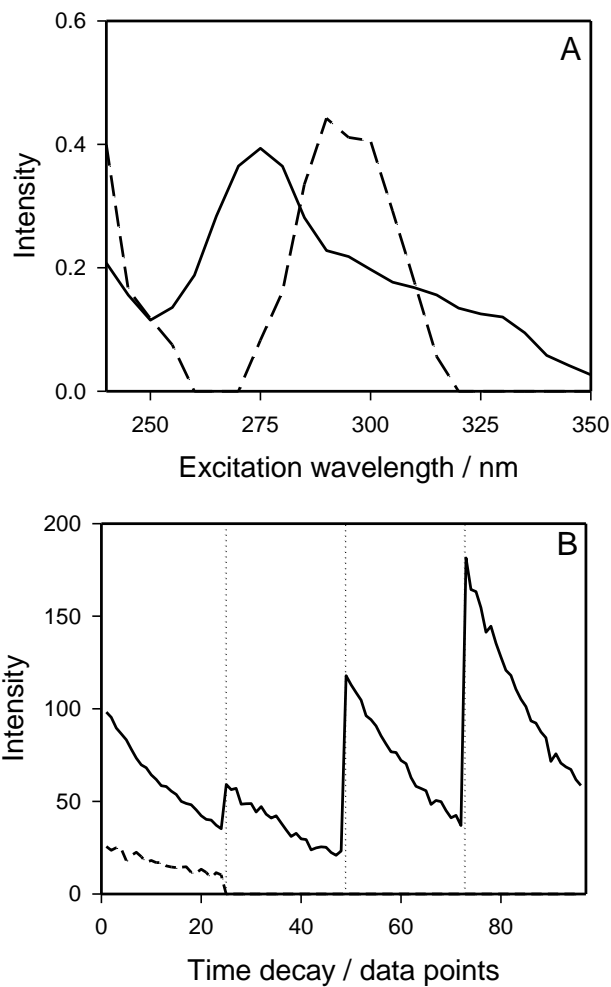 A
0.6
0.4
0.2
0.0
Intensity
250 275 300 325 350
Excitation wavelength / nm
B
200
150
100
50
0
Intensity
0 20 40 60 80
Time decay / data points